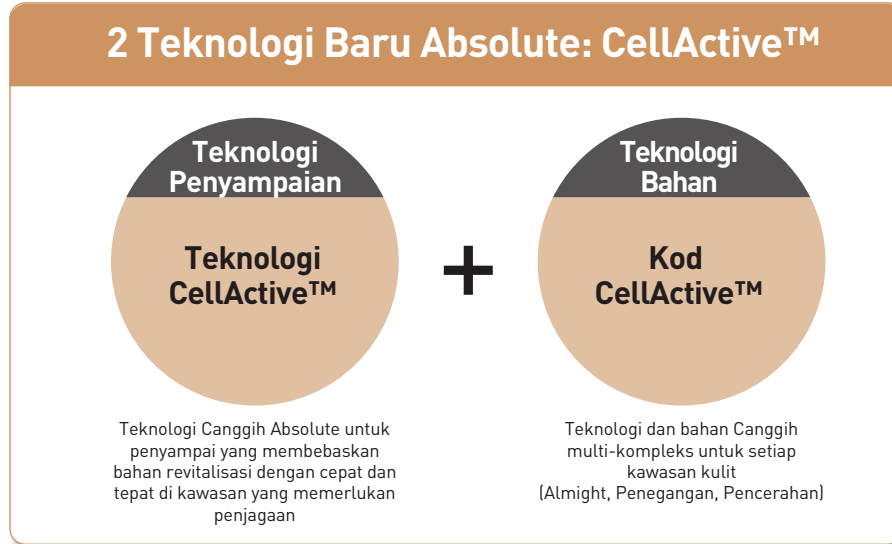 2 Teknologi Baru Absolute: CellActive™
Teknologi
Penyampaian
Teknologi
CellActive™
+
Teknologi
Bahan
Kod
CellActive™
Teknologi Canggih Absolute untuk
penyampai yang membebaskan
bahan revitalisasi dengan cepat dan
tepat di kawasan yang memerlukan
penjagaan
Teknologi dan bahan Canggih
multi-kompleks untuk setiap
kawasan kulit
(Almight, Penegangan, Pencerahan)